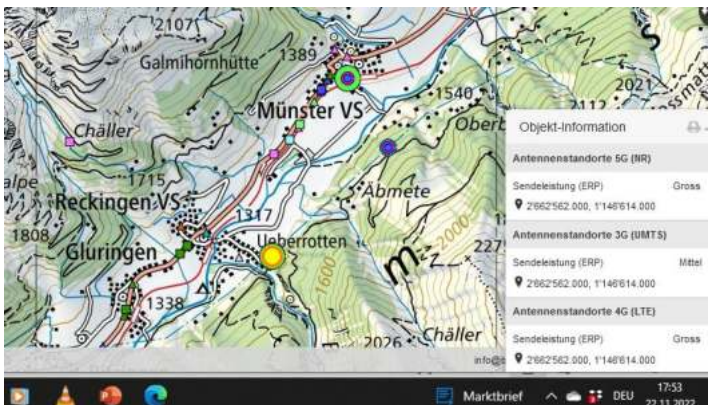 2107
Galmihornhütte
1389
2021
Münster VS
1540
2112
Chäller
Oberb
1715
Äbmete
Reckingen VS
1317
1808
Gluringen
Ueberrotten
m
2000
1600
1338
2026
Chäller
Objekt-Information
Antennenstandorte 5G (NR)
Sendeleistung (ERP) Gross
2'662'562.000, 1'146'614.000
Antennenstandorte 3G (UMTS)
Sendeleistung (ERP) Mittel
2'662'562.000, 1'146'614.000
Antennenstandorte 4G (LTE)
Sendeleistung (ERP) Gross
2'662'562.000, 1'146'614.000
Marktbrief
DEU
17:53
22.11.2022